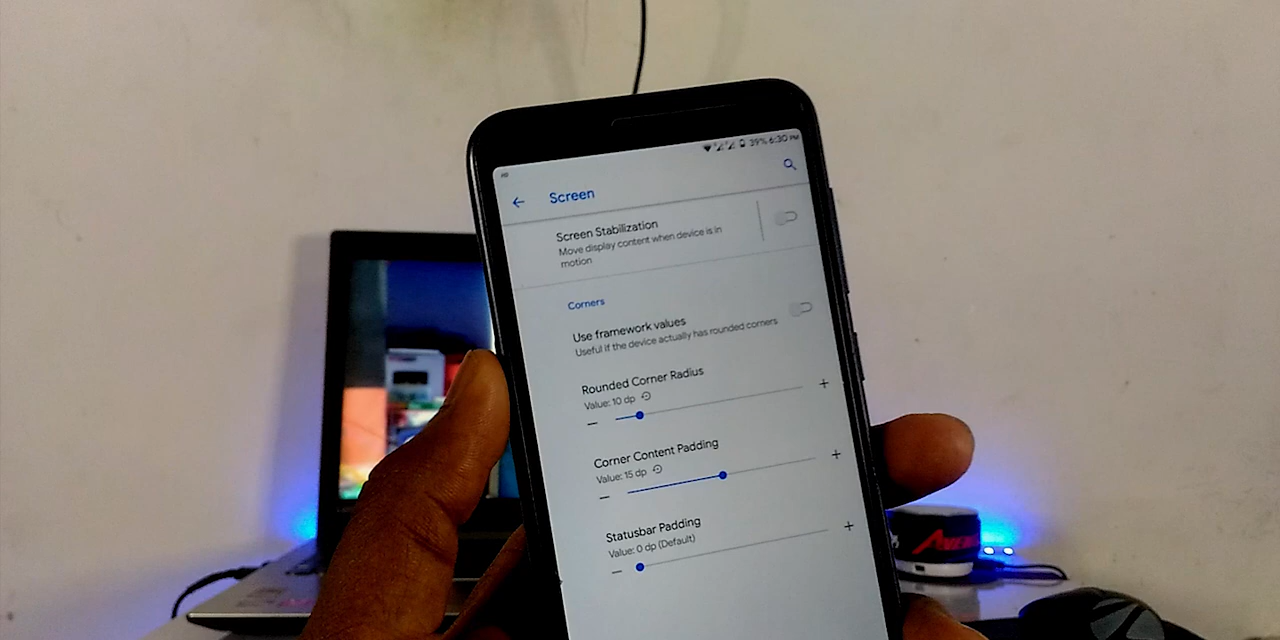 39% 6:30 PM
HD
Screen
Screen Stabilization
Move display content when device is in
motion
Corners
Use framework values
Useful if the device actually has rounded corners
Rounded Corner Radius
Value: 10 dp
Corner Content Padding
Value: 15 dp
Statusbar Padding
Value: 0 dp (Default)